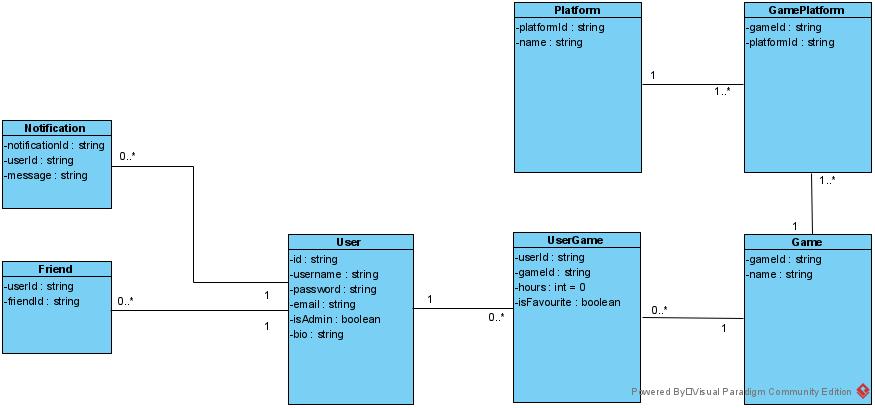 Platform
-platformId : string
-name : string
GamePlatform
-gameId : string
-platformId : string
1
1..*
Notification
-notificationId : string
-userId : string
-message : string
0..*
1..*
1
Friend
-userId : string
-friendId : string
0..*
1
1
User
-id : string
-username : string
-password : string
-email : string
-isAdmin : boolean
-bio : string
1
0..*
UserGame
-userId : string
-gameId : string
-hours : int = 0
-isFavourite : boolean
0..*
1
Game
-gameId : string
-name : string
Powered By Visual Paradigm Community Edition